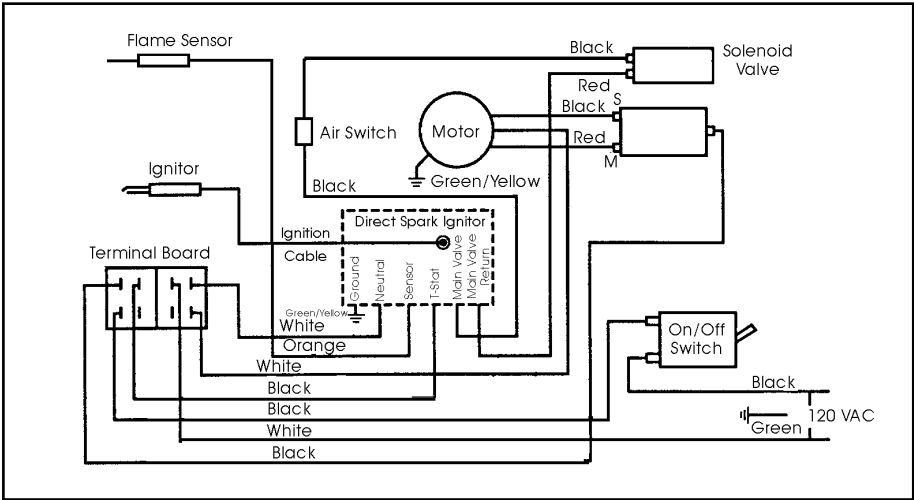 Flame Sensor
Black
Solenoid
Valve
Red
Black
S
Air Switch
Motor
Red
M
Ignitor
Black
Green/Yellow
Direct Spark Ignitor
Ignition
Cable
Terminal Board
Ground
Neutral
Sensor
T-Stat
Main Valve
Main Valve
Return
Green/Yellow
White
Orange
On/Off
Switch
White
Black
Black
Black
120 VAC
Green
White
Black